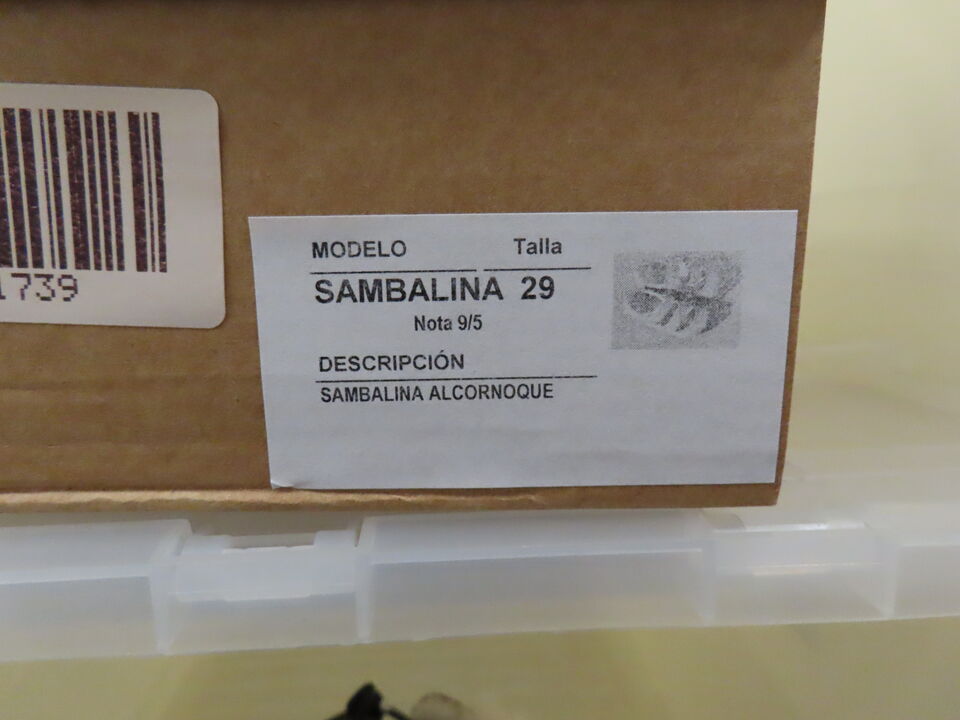 1739
MODELO Talla
SAMBALINA 29
Nota 9/5
DESCRIPCIÓN
SAMBALINA ALCORNOQUE